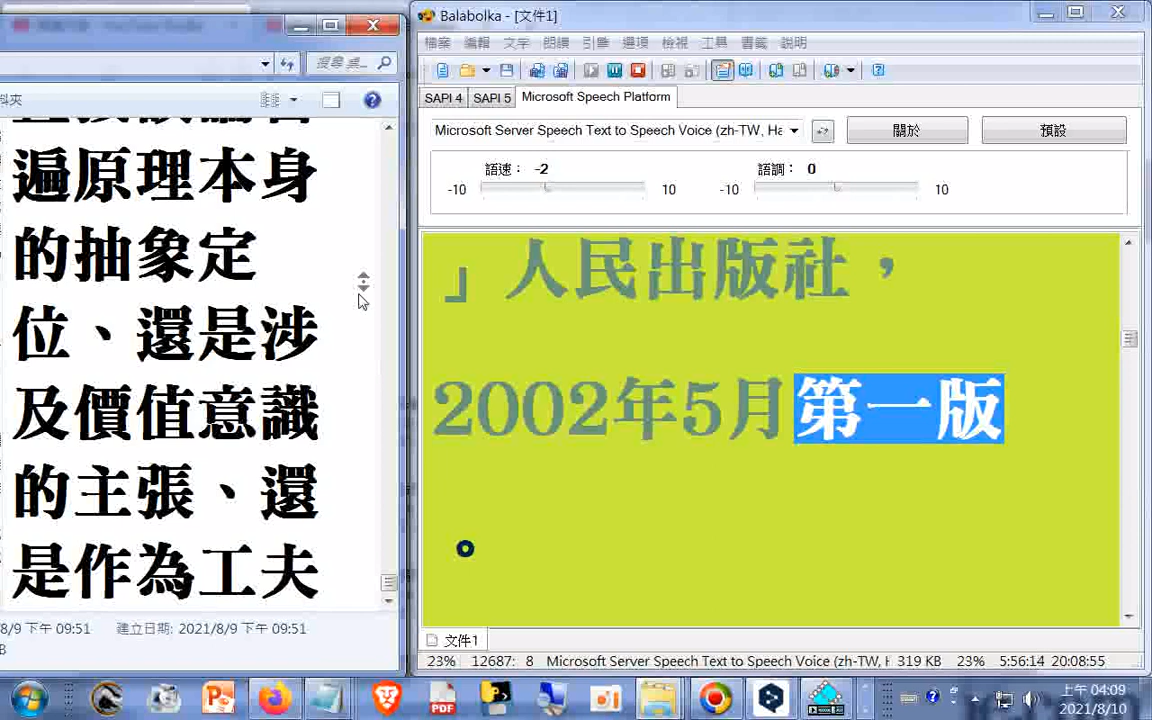 搜尋 桌...
料夾
遍原理本身
的抽象定
位、還是涉
及價值意識
的主張、還
是作為工夫
8/9 下午 09:51 建立日期: 2021/8/9 下午 09:51
B
Balabolka - [文件1]
檔案 編輯 文字 朗讀 引擎 選項 檢視 工具 書籤 說明
SAPI 4 SAPI 5 Microsoft Speech Platform
Microsoft Server Speech Text to Speech Voice (zh-TW, Ha
關於 預設
語速： -2 語調： 0
-10 10 -10 10
」人民出版社，
2002年5月第一版
。
文件1
23% 12687: 8 Microsoft Server Speech Text to Speech Voice (zh-TW, H 319 KB 23% 5:56:14 20:08:55
PDF
上午 04:09
2021/8/10